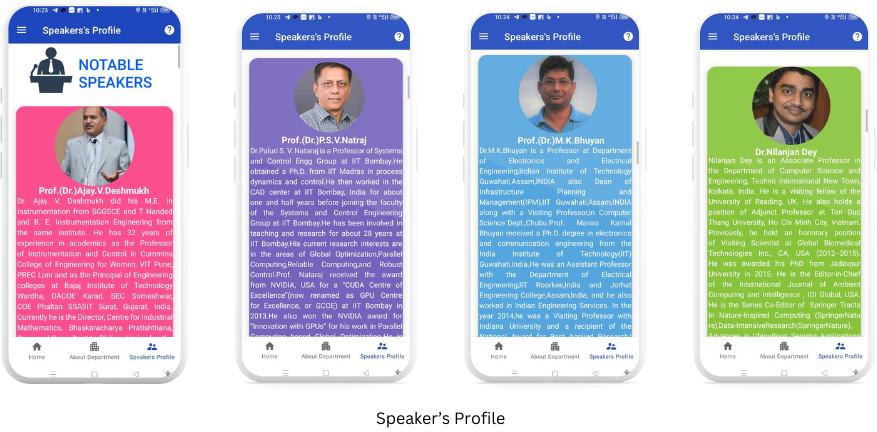 10:23
Speakers's Profile
NOTABLE
SPEAKERS
Prof.(Dr.)Ajay.V.Deshmukh
Dr. Ajay V. Deshmukh did his M.E. in
Instrumentation from SGGSCE and T Nanded
and B. E. Instrumentation Engineering from
the same institute. He has 32 years of
experience in academics as the Professor
of Instrumentation and Control in Cummina
College of Engineering for Women, VIT Pune,
PREC Loni and as the Principal of Engineering
colleges at Bajaj Institute of Technology
Wardha, DACOE Karad, SEC Someshwar,
COE Phaltan SSASIT Surat, Gujarat, India.
Currently he is the Director, Centre for Industrial
Mathematics, Bhaskaracharya Pratishthana,
Home
About Department
Speakers Profile
10:23
Speakers's Profile
Prof.(Dr.)P.S.V.Natraj
Dr.Paluri S. V. Nataraj is a Professor of Systems
and Control Engg Group at IIT Bombay.He
obtained a Ph.D. from IIT Madras in process
dynamics and control.He then worked in the
CAD center at IIT Bombay, India for about
one and half years before joining the faculty
of the Systems and Control Engineering
Group at IIT Bombay.He has been involved in
teaching and research for about 28 years at
IIT Bombay.His current research interests are
in the areas of Global Optimization,Parallel
Computing,Reliable Computing,and Robust
Control.Prof. Nataraj received the award
from NVIDIA, USA for a "CUDA Centre of
Excellence"(now renamed as GPU Centre
for Excellence, or GCOE) at IIT Bombay in
2013.He also won the NVIDIA award for
"Innovation with GPUs" for his work in Parallel
Computing based Global Optimization.He is
Home
About Department
Speakers Profile
10:24
Speakers's Profile
Prof.(Dr.)M.K.Bhuyan
Dr.M.K.Bhuyan is a Professor at Department
of Electronics and Electrical
Engineering,Indian Institute of Technology
Guwahati,Assam,INDIA also Dean of
Infrastructure Planning and
Management(IPM),IIT Guwahati,Assam,INDIA
along with a Visiting Professor,in Computer
Science Dept.,Chubu.Prof. Manas Kamal
Bhuyan received a Ph.D. degree in electronics
and communication engineering from the
India Institute of Technology(IIT)
Guwahati.India.He was an Assistant Professor
with the Department of Electrical
Engineering,IIT Roorkee,India and Jorhat
Engineering College,Assam,India, and he also
worked in Indian Engineering Services. In the
year 2014,he was a Visiting Professor with
Indiana University and a recipient of the
National Award for Best Applied Research
Home
About Department
Speakers Profile
10:24
Speakers's Profile
Dr.Nilanjan Dey
Nilanjan Dey is an Associate Professor in
the Department of Computer Science and
Engineering, Techno International New Town,
Kolkata, India. He is a visiting fellow of the
University of Reading, UK. He also holds a
position of Adjunct Professor at Ton Duc
Thang University, Ho Chi Minh City, Vietnam.
Previously, he held an honorary position
of Visiting Scientist at Global Biomedical
Technologies Inc., CA, USA (2012–2015).
He was awarded his PhD from Jadavpur
University in 2015. He is the Editor-in-Chief
of the International Journal of Ambient
Computing and Intelligence , IGI Global, USA.
He is the Series Co-Editor of Springer Tracts
in Nature-Inspired Computing (SpringerNatu
re),Data-IntensiveResearch(SpringerNature),
Advances in Ubiquitous Sensing Applications
Home
About Department
Speakers Profile
Speaker's Profile